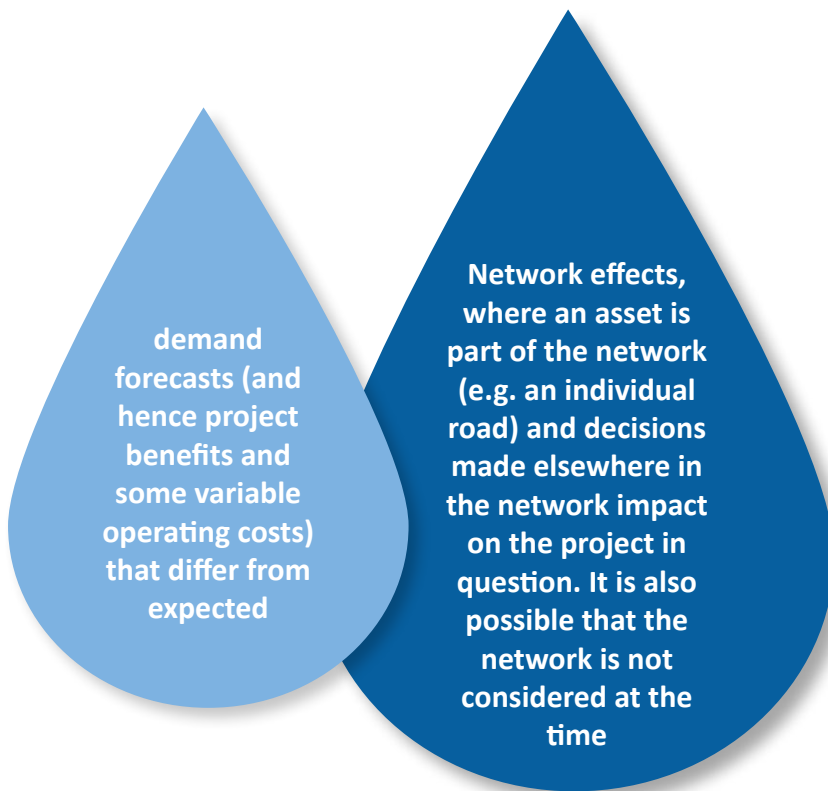 demand
forecasts (and
hence project
benefits and
some variable
operating costs)
that differ from
expected
Network effects,
where an asset is
part of the network
(e.g. an individual
road) and decisions
made elsewhere in
the network impact
on the project in
question. It is also
possible that the
network is not
considered at the
time